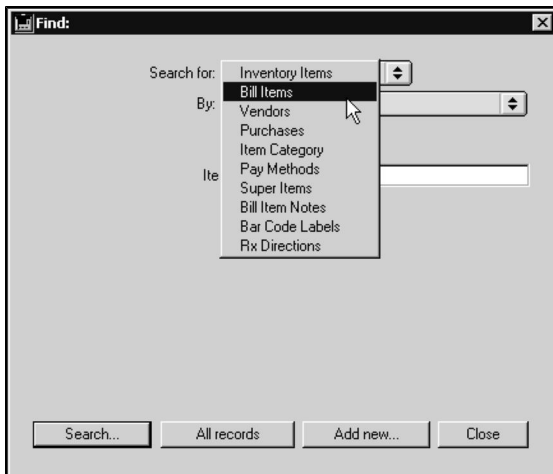 Find:
Search for:
Inventory Items
Bill Items
By:
Vendors
Purchases
Item Category
Ite
Pay Methods
Super Items
Bill Item Notes
Bar Code Labels
Rx Directions
Search...
All records
Add new...
Close